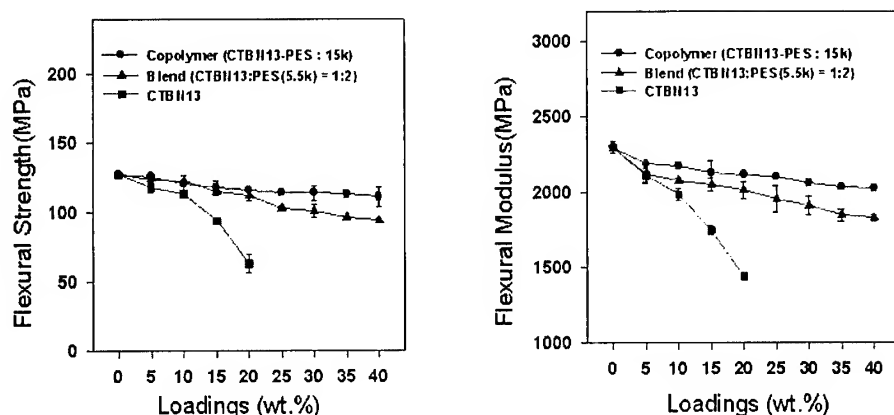 Copolymer (CTBN13-PES : 15k)
Blend (CTBN13:PES(5.5k) = 1:2)
CTBN13
Flexural Strength(MPa)
200
150
100
50
0
0 5 10 15 20 25 30 35 40
Loadings (wt.%)
Copolymer (CTBN13-PES : 15k)
Blend (CTBN13:PES(5.5k) = 1:2)
CTBN13
Flexural Modulus(MPa)
3000
2500
2000
1500
1000
0 5 10 15 20 25 30 35 40
Loadings (wt.%)